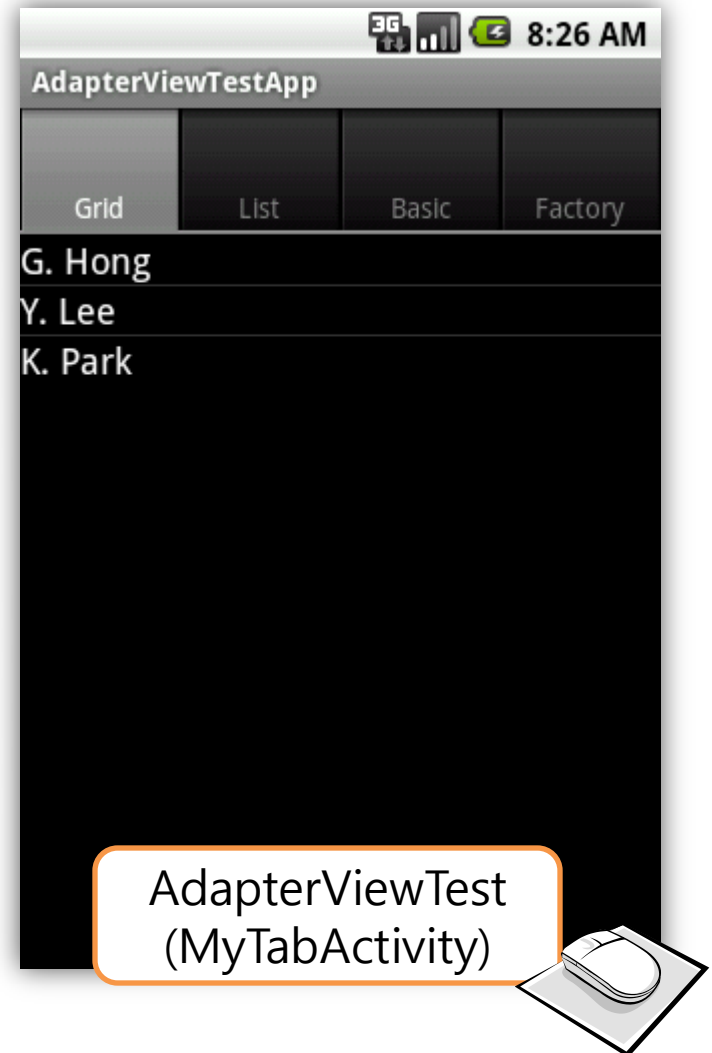 3G 8:26 AM
AdapterViewTestApp
Grid List Basic Factory
G. Hong
Y. Lee
K. Park
AdapterViewTest
(MyTabActivity)